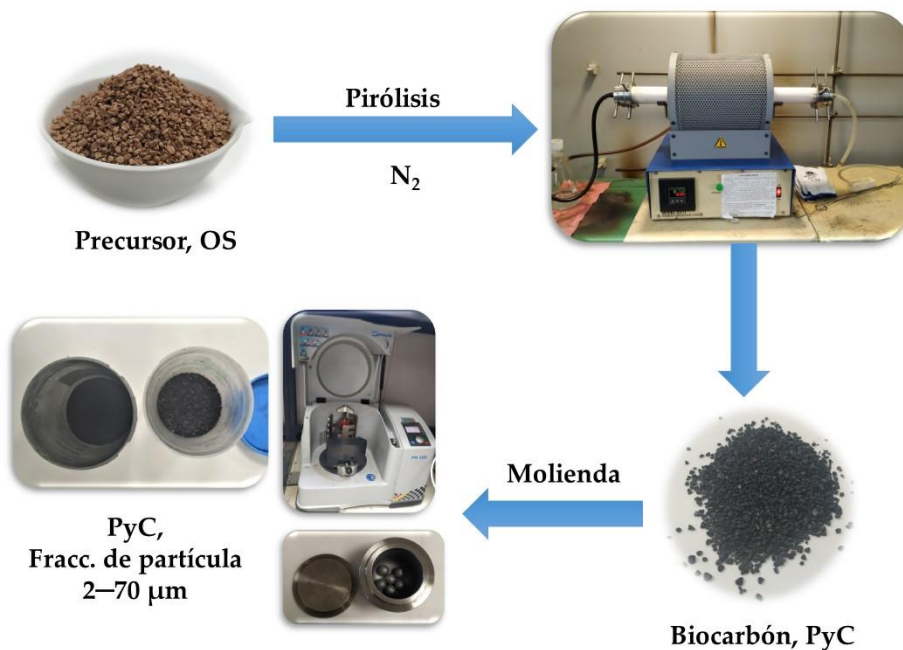 Pirólisis
N₂
Precursor, OS
Molienda
PyC,
Fracc. de partícula
2—70 μm
Biocarbón, PyC